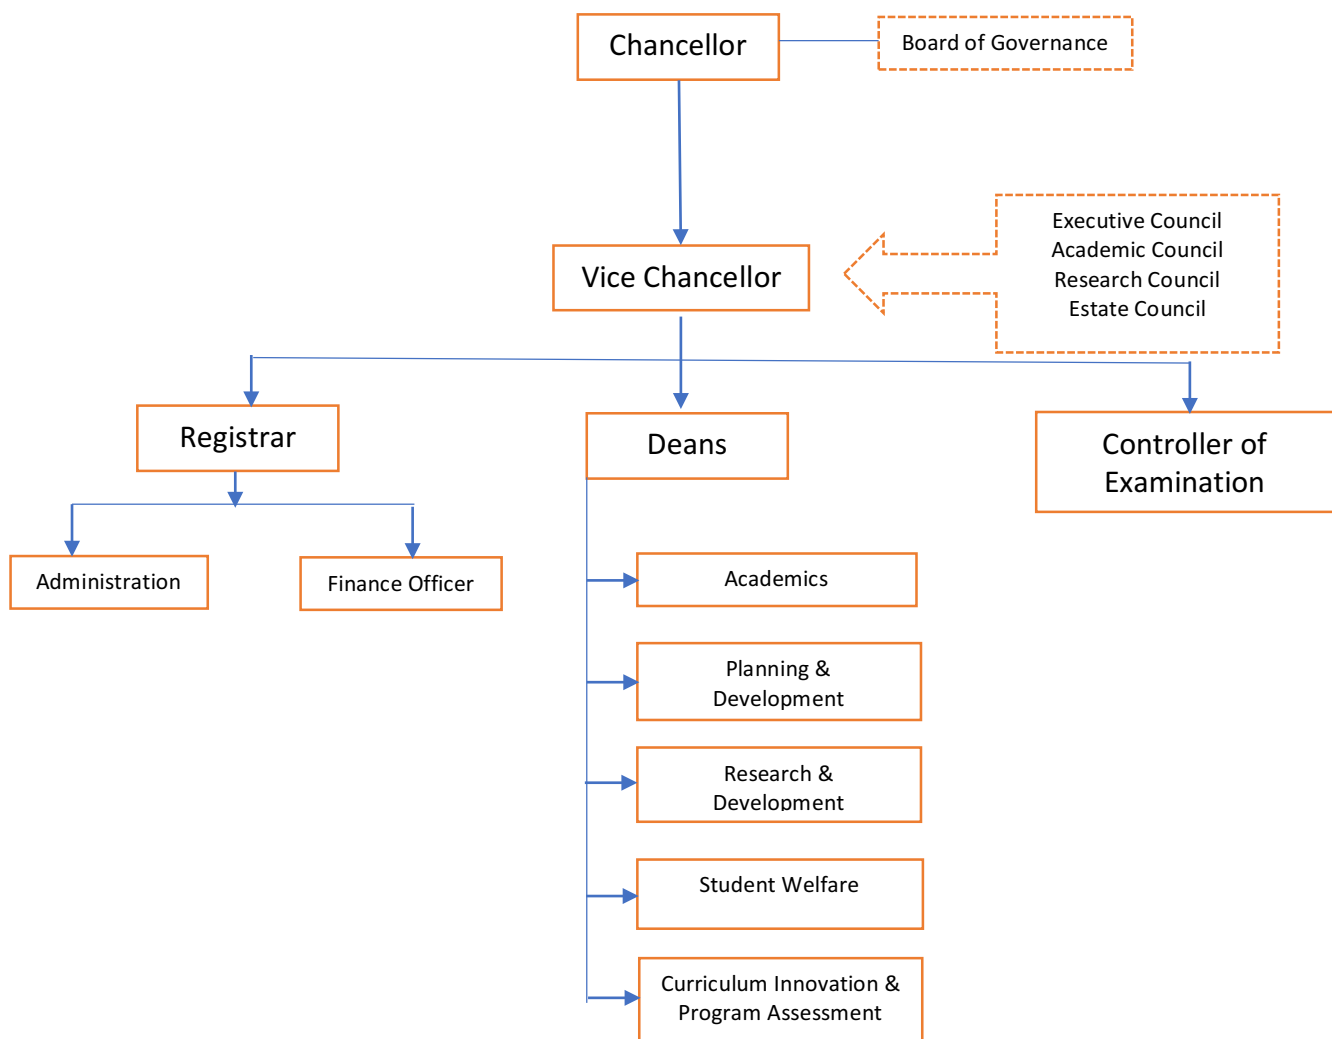 Chancellor
Board of Governance
Executive Council
Academic Council
Research Council
Estate Council
Vice Chancellor
Registrar
Deans
Controller of
Examination
Administration
Finance Officer
Academics
Planning &
Development
Research &
Development
Student Welfare
Curriculum Innovation &
Program Assessment